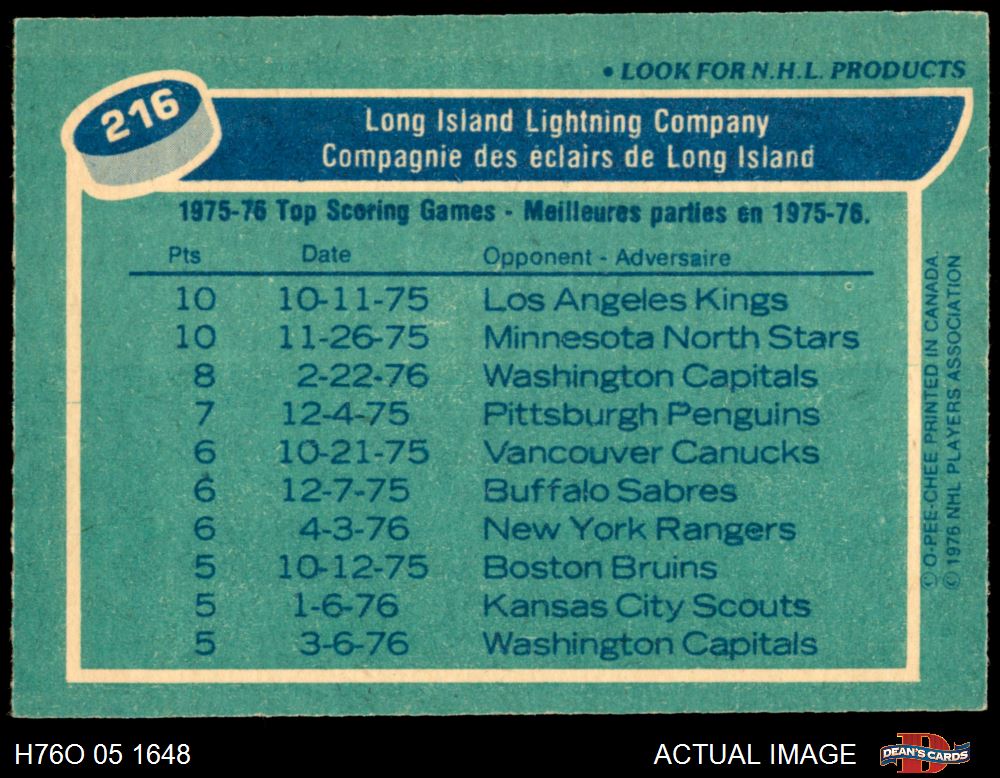 • LOOK FOR N.H.L. PRODUCTS
216
Long Island Lightning Company
Compagnie des éclairs de Long Island
1975-76 Top Scoring Games - Meilleures parties en 1975-76.
Pts Date Opponent - Adversaire
10 10-11-75 Los Angeles Kings
10 11-26-75 Minnesota North Stars
8 2-22-76 Washington Capitals
7 12-4-75 Pittsburgh Penguins
6 10-21-75 Vancouver Canucks
6 12-7-75 Buffalo Sabres
6 4-3-76 New York Rangers
5 10-12-75 Boston Bruins
5 1-6-76 Kansas City Scouts
5 3-6-76 Washington Capitals
© O-PEE-CHEE PRINTED IN CANADA.
© 1976 NHL PLAYERS ASSOCIATION
H76O 05 1648
ACTUAL IMAGE
D
DEAN'S CARDS